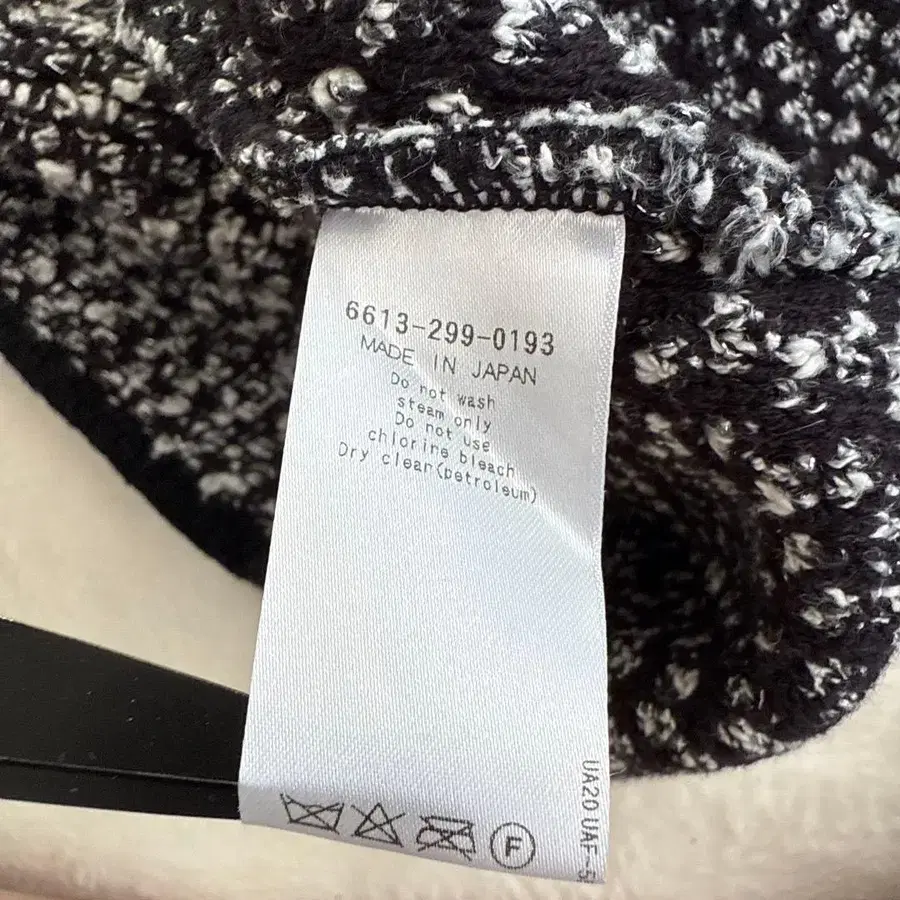 6613-299-0193
MADE IN JAPAN
Do not wash
steam only
Do not use
chlorine bleach
Dry clean(petroleum)
F
UA20 UAF-5